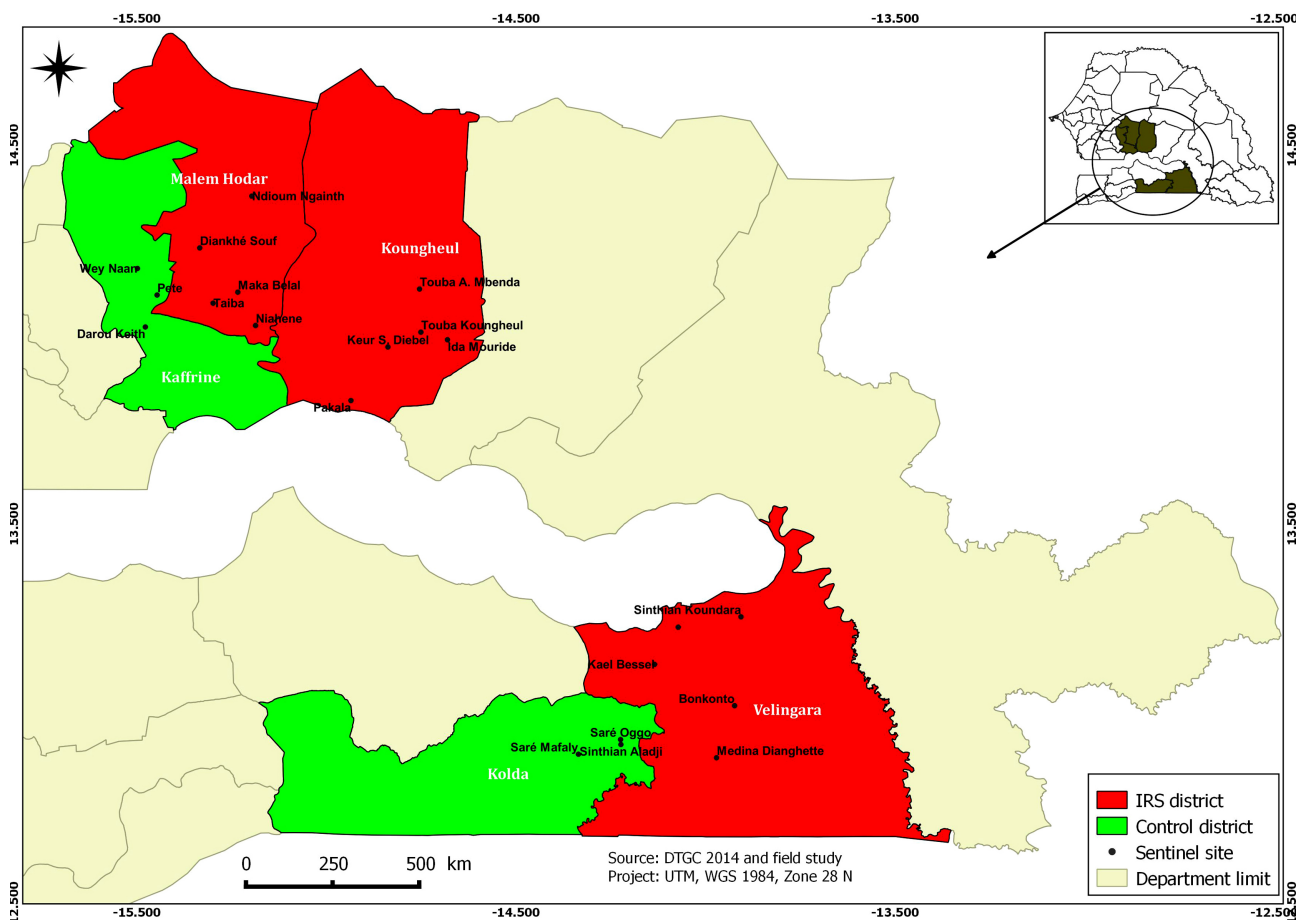 -15.500
-14.500
-13.500
-12.500
14.500
14.500
Malem Hodar
Ndioum Ngainth
Diankhé Souf
Koungheul
Wey Naan
Pete
Maka Belal
Taiba
Touba A. Mbenda
Niahene
Darou Keith
Touba Koungheul
Keur S. Diebel
Ida Mouride
Kaffrine
Pakala
13.500
13.500
Sinthian Koundara
Kael Bessel
Bonkonto
Velingara
Saré Oggo
Saré Mafaly
Sinthian Aladji
Medina Dianghette
Kolda
IRS district
Control district
Sentinel site
Department limit
0 250 500 km
Source: DTGC 2014 and field study
Project: UTM, WGS 1984, Zone 28 N
12.500
12.500
-15.500
-14.500
-13.500
-12.500